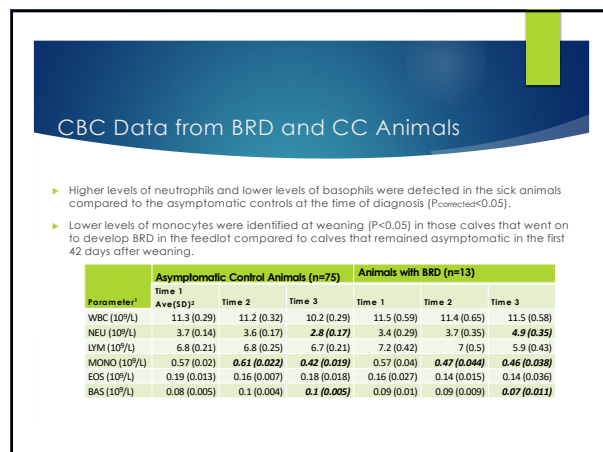 CBC Data from BRD and CC Animals
Higher levels of neutrophils and lower levels of basophils were detected in the sick animals
compared to the asymptomatic controls at the time of diagnosis (Pcorrected<0.05).
Lower levels of monocytes were identified at weaning (P<0.05) in those calves that went on
to develop BRD in the feedlot compared to calves that remained asymptomatic in the first
42 days after weaning.
Asymptomatic Control Animals (n=75) Animals with BRD (n=13)
Parameter¹ Time 1 Ave(SD)² Time 2 Time 3 Time 1 Time 2 Time 3
WBC (10⁹/L) 11.3 (0.29) 11.2 (0.32) 10.2 (0.29) 11.5 (0.59) 11.4 (0.65) 11.5 (0.58)
NEU (10⁹/L) 3.7 (0.14) 3.6 (0.17) 2.8 (0.17) 3.4 (0.29) 3.7 (0.35) 4.9 (0.35)
LYM (10⁹/L) 6.8 (0.21) 6.8 (0.25) 6.7 (0.21) 7.2 (0.42) 7 (0.5) 5.9 (0.43)
MONO (10⁹/L) 0.57 (0.02) 0.61 (0.022) 0.42 (0.019) 0.57 (0.04) 0.47 (0.044) 0.46 (0.038)
EOS (10⁹/L) 0.19 (0.013) 0.16 (0.007) 0.18 (0.018) 0.16 (0.027) 0.14 (0.015) 0.14 (0.036)
BAS (10⁹/L) 0.08 (0.005) 0.1 (0.004) 0.1 (0.005) 0.09 (0.01) 0.09 (0.009) 0.07 (0.011)